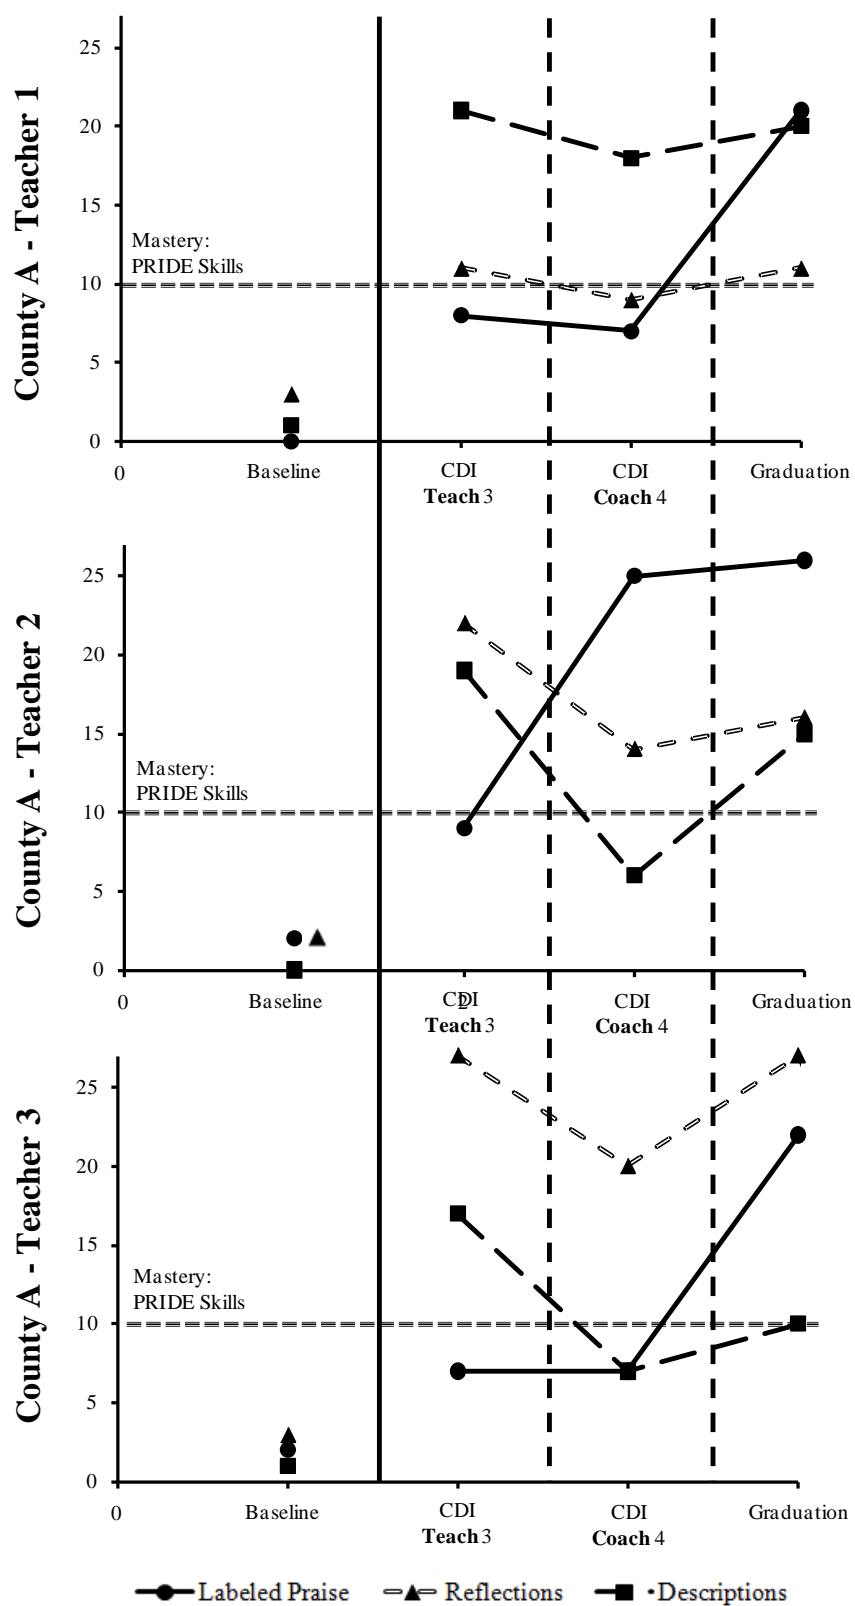 County A - Teacher 1
25
20
15
10
5
0
Mastery:
PRIDE Skills
0
Baseline
CDI
Teach 3
CDI
Coach 4
Graduation
County A - Teacher 2
25
20
15
10
5
0
Mastery:
PRIDE Skills
0
Baseline
2
CDI
Teach 3
CDI
Coach 4
Graduation
County A - Teacher 3
25
20
15
10
5
0
Mastery:
PRIDE Skills
0
Baseline
CDI
Teach 3
CDI
Coach 4
Graduation
Labeled Praise
Reflections
Descriptions